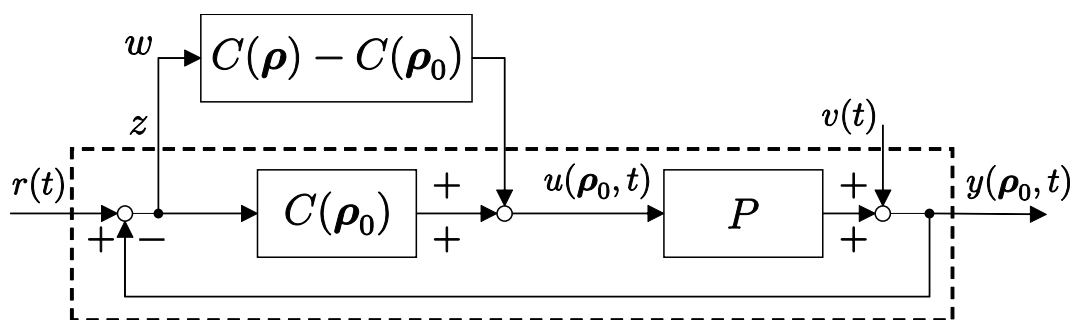 w
C(ρ) − C(ρ₀)
z
v(t)
r(t)
u(ρ₀, t)
y(ρ₀, t)
+
+
C(ρ₀)
P
+ −
+
+